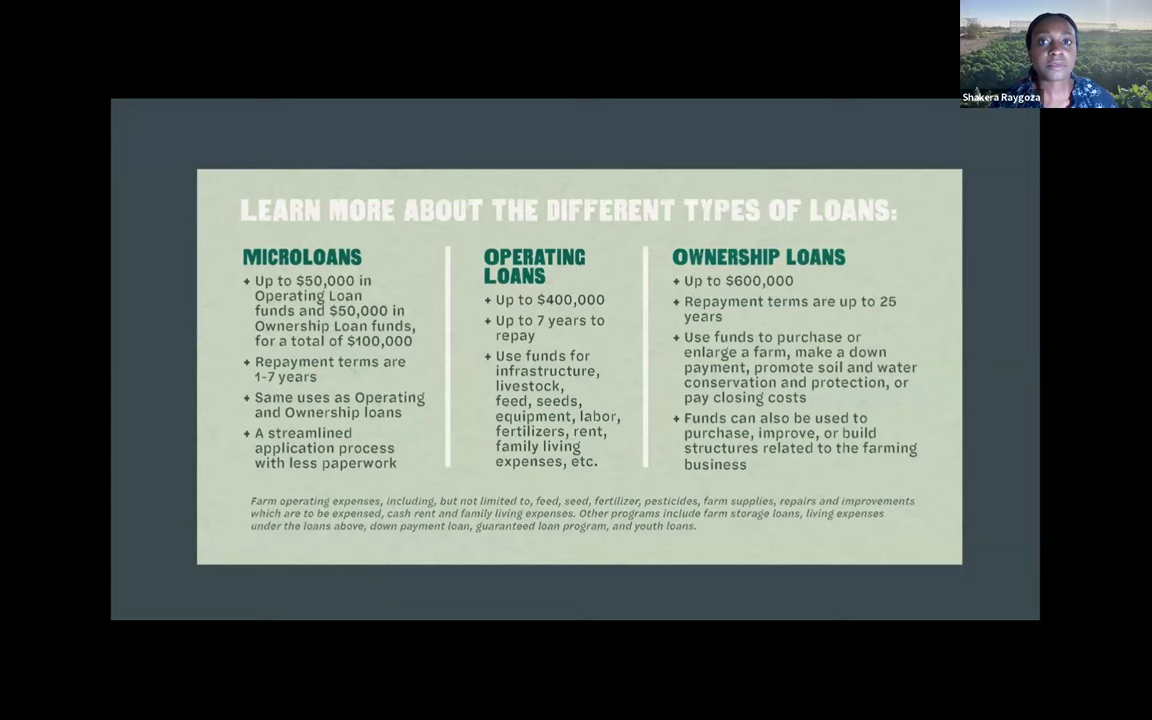 Shakera Raygoza
LEARN MORE ABOUT THE DIFFERENT TYPES OF LOANS:
MICROLOANS
+ Up to $50,000 in
Operating Loan
funds and $50,000 in
Ownership Loan funds,
for a total of $100,000
+ Repayment terms are
1-7 years
+ Same uses as Operating
and Ownership loans
+ A streamlined
application process
with less paperwork
OPERATING
LOANS
+ Up to $400,000
+ Up to 7 years to
repay
+ Use funds for
infrastructure,
livestock,
feed, seeds,
equipment, labor,
fertilizers, rent,
family living
expenses, etc.
OWNERSHIP LOANS
+ Up to $600,000
+ Repayment terms are up to 25
years
+ Use funds to purchase or
enlarge a farm, make a down
payment, promote soil and water
conservation and protection, or
pay closing costs
+ Funds can also be used to
purchase, improve, or build
structures related to the farming
business
Farm operating expenses, including, but not limited to, feed, seed, fertilizer, pesticides, farm supplies, repairs and improvements
which are to be expensed, cash rent and family living expenses. Other programs include farm storage loans, living expenses
under the loans above, down payment loan, guaranteed loan program, and youth loans.